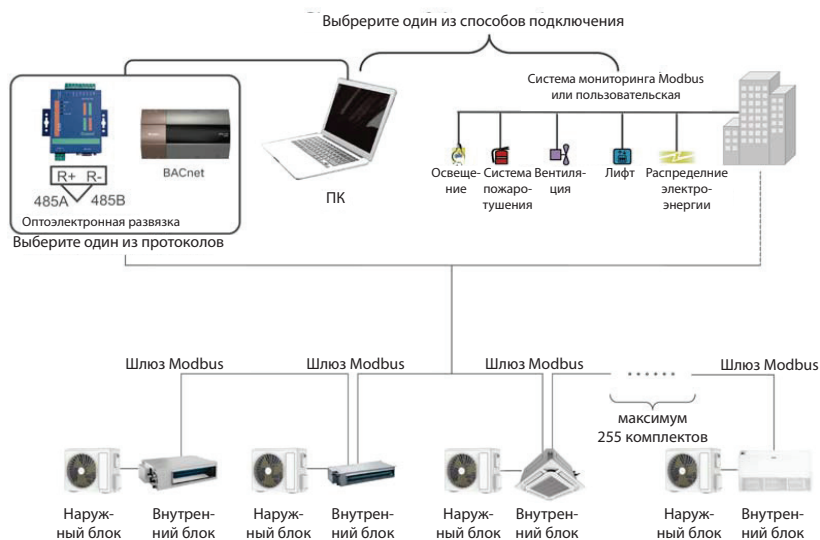 Выбрерите один из способов подключения
Система мониторинга Modbus
или пользовательская
BACnet
R+ R-
485A 485B
Оптоэлектронная развязка
Выберите один из протоколов
ПК
Освеще-
ние
Система
пожаро-
тушения
Вентиля-
ция
Лифт
Распределние
электро-
энергии
Шлюз Modbus
Шлюз Modbus
Шлюз Modbus
Шлюз Modbus
максимум
255 комплектов
Наруж-
ный блок
Внутрен-
ний блок
Наруж-
ный блок
Внутрен-
ний блок
Наруж-
ный блок
Внутрен-
ний блок
Наруж-
ный блок
Внутрен-
ний блок